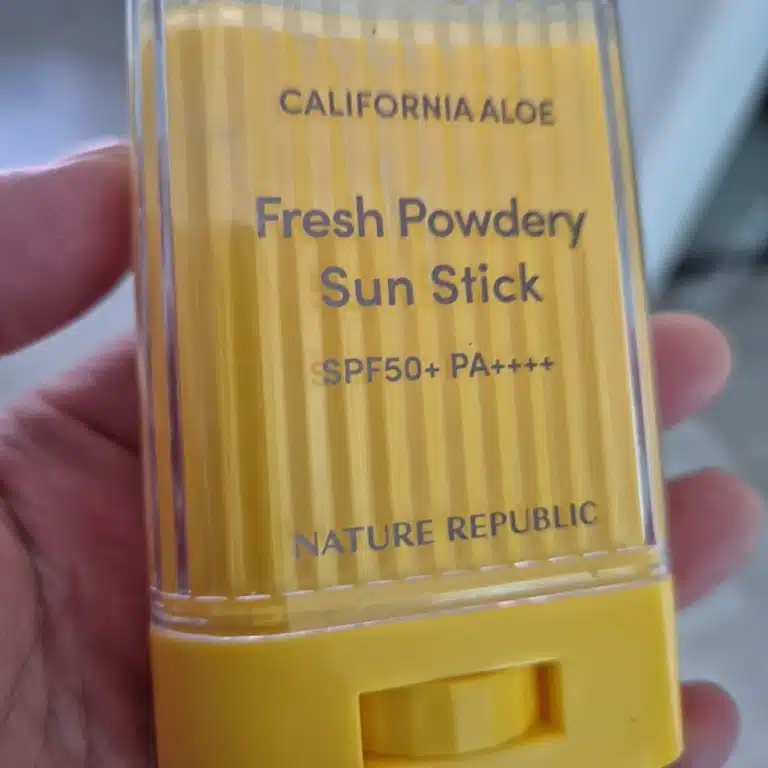 CALIFORNIA ALOE
Fresh Powdery
Sun Stick
SPF50+ PA++++
NATURE REPUBLIC